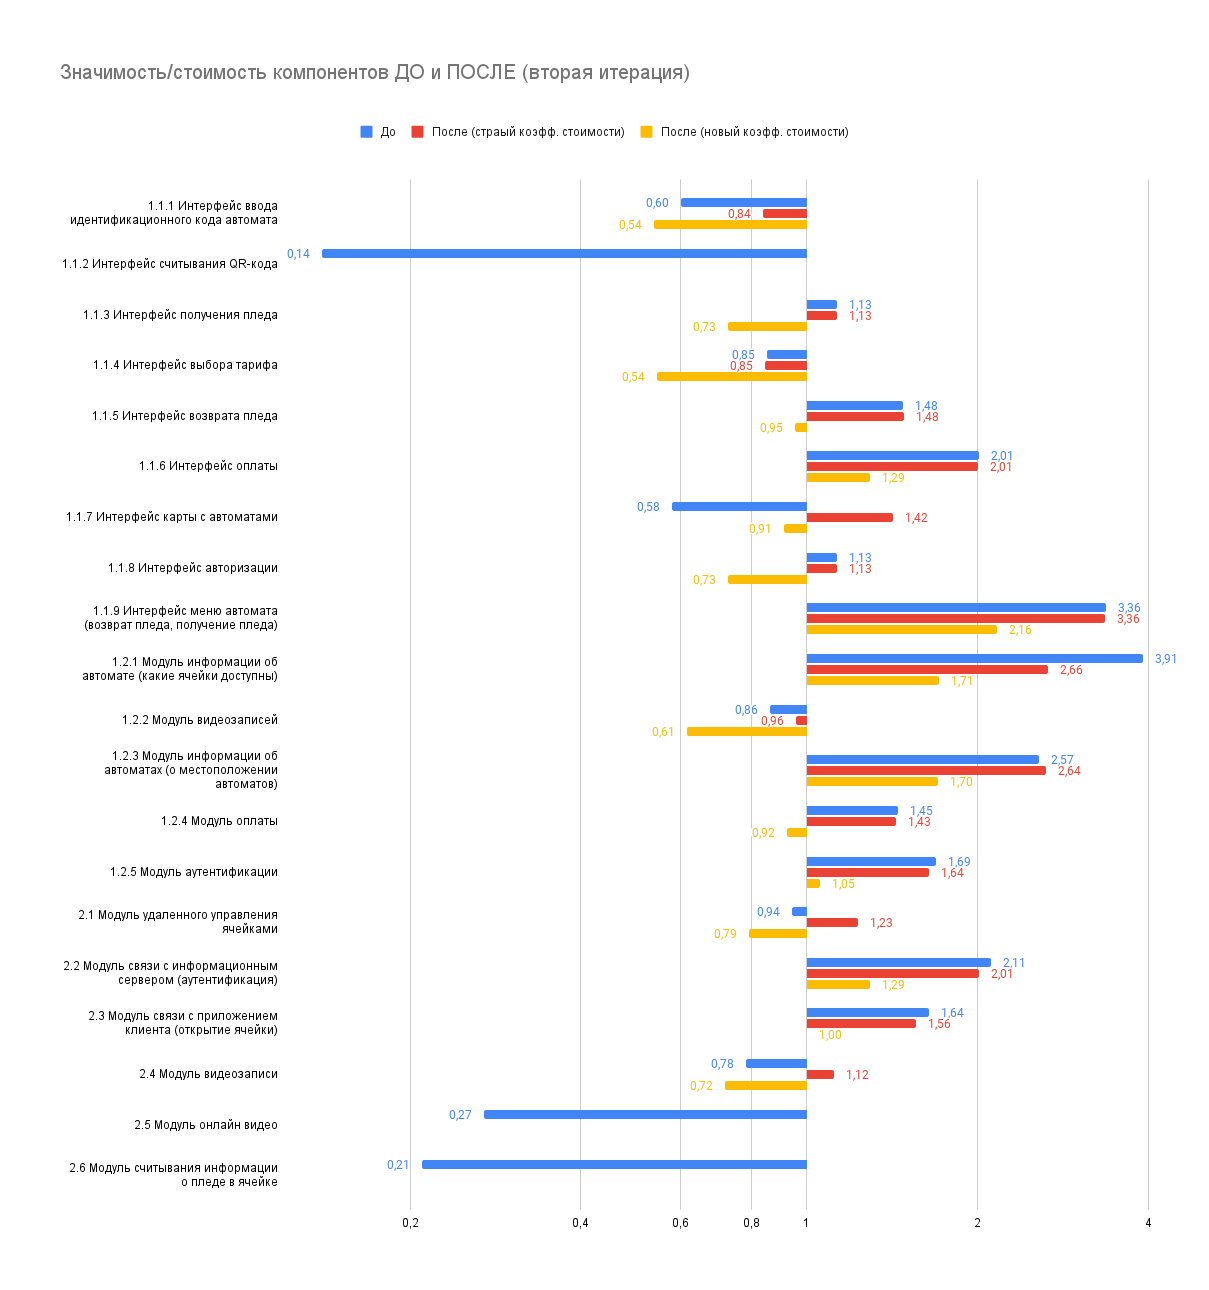 Значимость/стоимость компонентов ДО и ПОСЛЕ (вторая итерация)
До
После (страый коэфф. стоимости)
После (новый коэфф. стоимости)
1.1.1 Интерфейс ввода
идентификационного кода автомата
0,60
0,84
0,54
1.1.2 Интерфейс считывания QR-кода
0,14
1.1.3 Интерфейс получения пледа
1,13
1,13
0,73
1.1.4 Интерфейс выбора тарифа
0,85
0,85
0,54
1.1.5 Интерфейс возврата пледа
1,48
1,48
0,95
1.1.6 Интерфейс оплаты
2,01
2,01
1,29
1.1.7 Интерфейс карты с автоматами
0,58
1,42
0,91
1.1.8 Интерфейс авторизации
1,13
1,13
0,73
1.1.9 Интерфейс меню автомата
(возврат пледа, получение пледа)
3,36
3,36
2,16
1.2.1 Модуль информации об
автомате (какие ячейки доступны)
3,91
2,66
1,71
1.2.2 Модуль видеозаписей
0,86
0,96
0,61
1.2.3 Модуль информации об
автоматах (о местоположении
автоматов)
2,57
2,64
1,70
1.2.4 Модуль оплаты
1,45
1,43
0,92
1.2.5 Модуль аутентификации
1,69
1,64
1,05
2.1 Модуль удаленного управления
ячейками
0,94
1,23
0,79
2.2 Модуль связи с информационным
сервером (аутентификация)
2,11
2,01
1,29
2.3 Модуль связи с приложением
клиента (открытие ячейки)
1,64
1,56
1,00
2.4 Модуль видеозаписи
0,78
1,12
0,72
2.5 Модуль онлайн видео
0,27
2.6 Модуль считывания информации
о пледе в ячейке
0,21
0,2
0,4
0,6
0,8
1
2
4